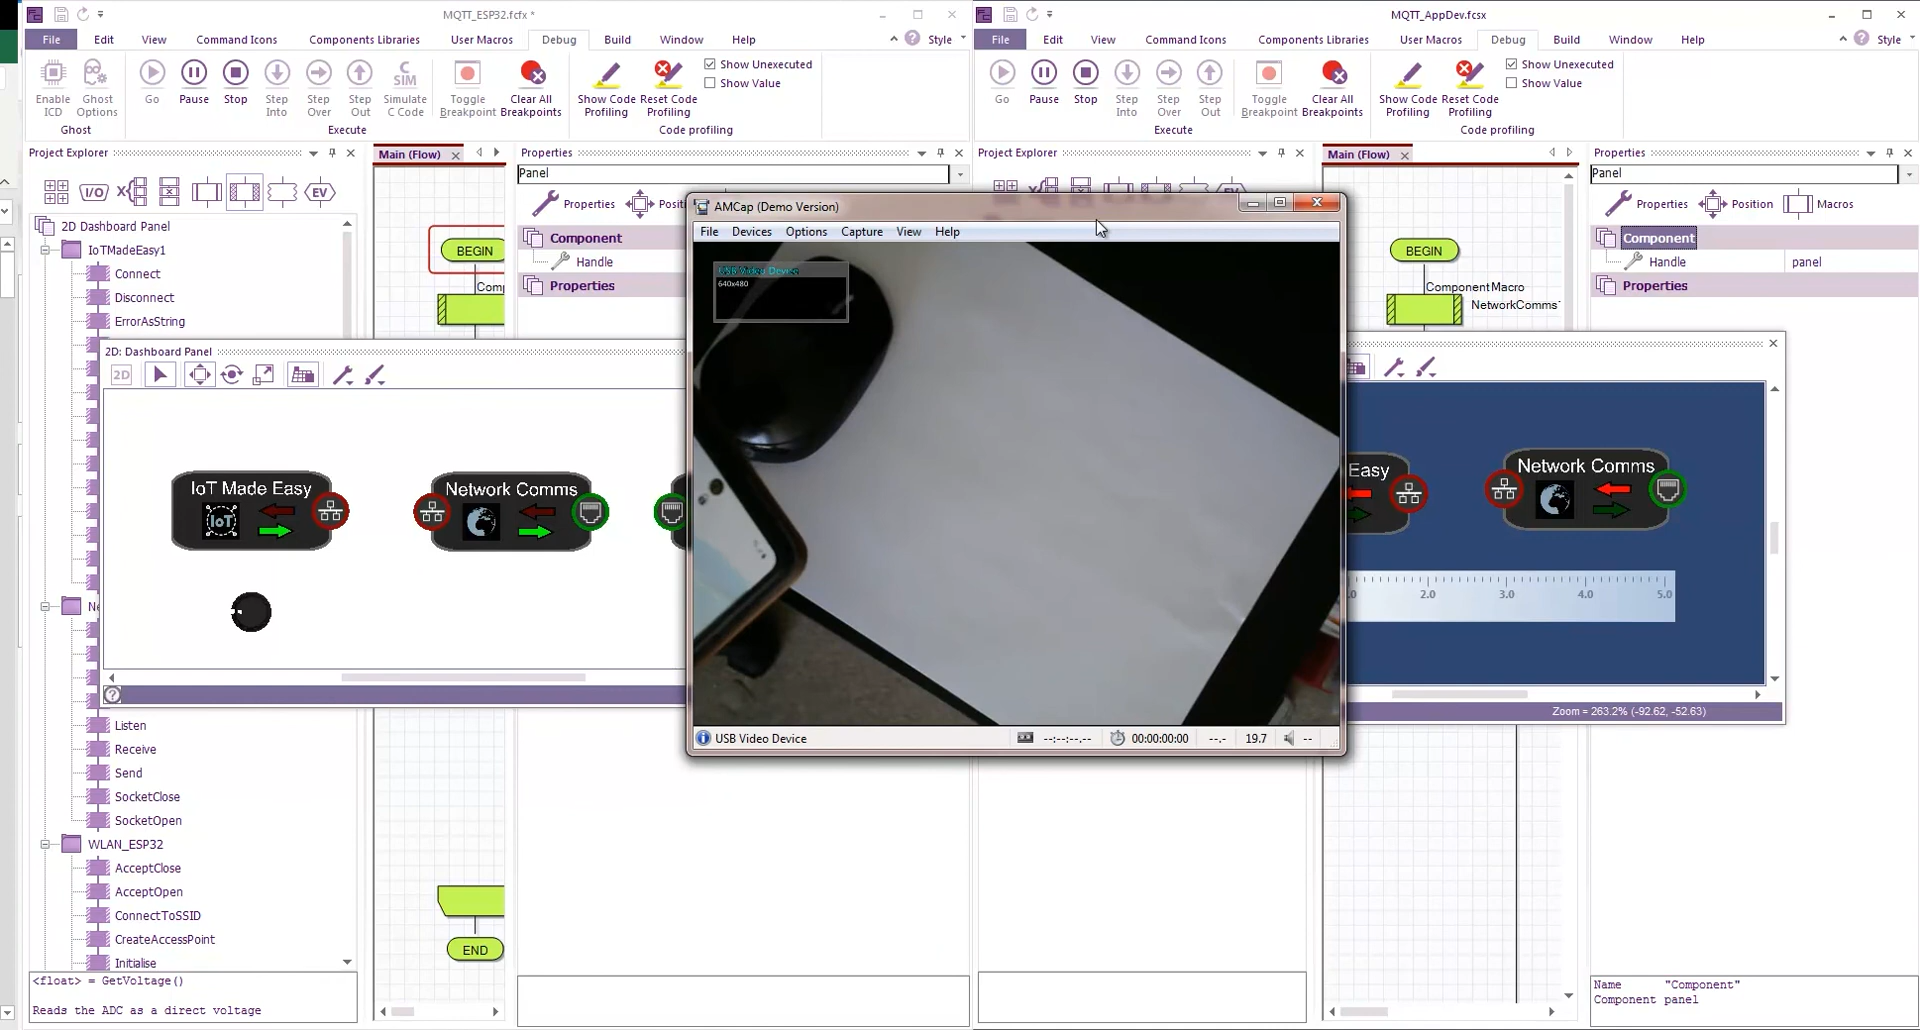 MQTT_ESP32.fcfx *
File Edit View Command Icons Components Libraries User Macros Debug Build Window Help Style
Enable ICD
Ghost Options
Go
Pause
Stop
Step Into
Step Over
Step Out
C SIM
Simulate C Code
Toggle Breakpoint
Clear All Breakpoints
Show Code Profiling
Reset Code Profiling
Show Unexecuted
Show Value
Ghost
Execute
Code profiling
Project Explorer
I/O
EV
2D Dashboard Panel
IoTMadeEasy1
Connect
Disconnect
ErrorAsString
Listen
Receive
Send
SocketClose
SocketOpen
WLAN_ESP32
AcceptClose
AcceptOpen
ConnectToSSID
CreateAccessPoint
Initialise
<float> = GetVoltage()
Reads the ADC as a direct voltage
Main (Flow)
BEGIN
END
Properties
Panel
Properties
Component
Handle
Properties
2D: Dashboard Panel
2D
IoT Made Easy
IoT
Network Comms
AMCap (Demo Version)
File Devices Options Capture View Help
USB Video Device
640x480
USB Video Device
--:--:--.--
00:00:00:00
--.-
19.7
--
MQTT_AppDev.fcsx
File Edit View Command Icons Components Libraries User Macros Debug Build Window Help Style
Go
Pause
Stop
Step Into
Step Over
Step Out
Toggle Breakpoint
Clear All Breakpoints
Show Code Profiling
Reset Code Profiling
Show Unexecuted
Show Value
Execute
Code profiling
Project Explorer
Main (Flow)
BEGIN
Component Macro
NetworkComms
Properties
Panel
Properties
Position
Macros
Component
Handle panel
Properties
Easy
Network Comms
2.0 3.0 4.0 5.0
Zoom = 263.2% (-92.62, -52.63)
Name "Component"
Component panel